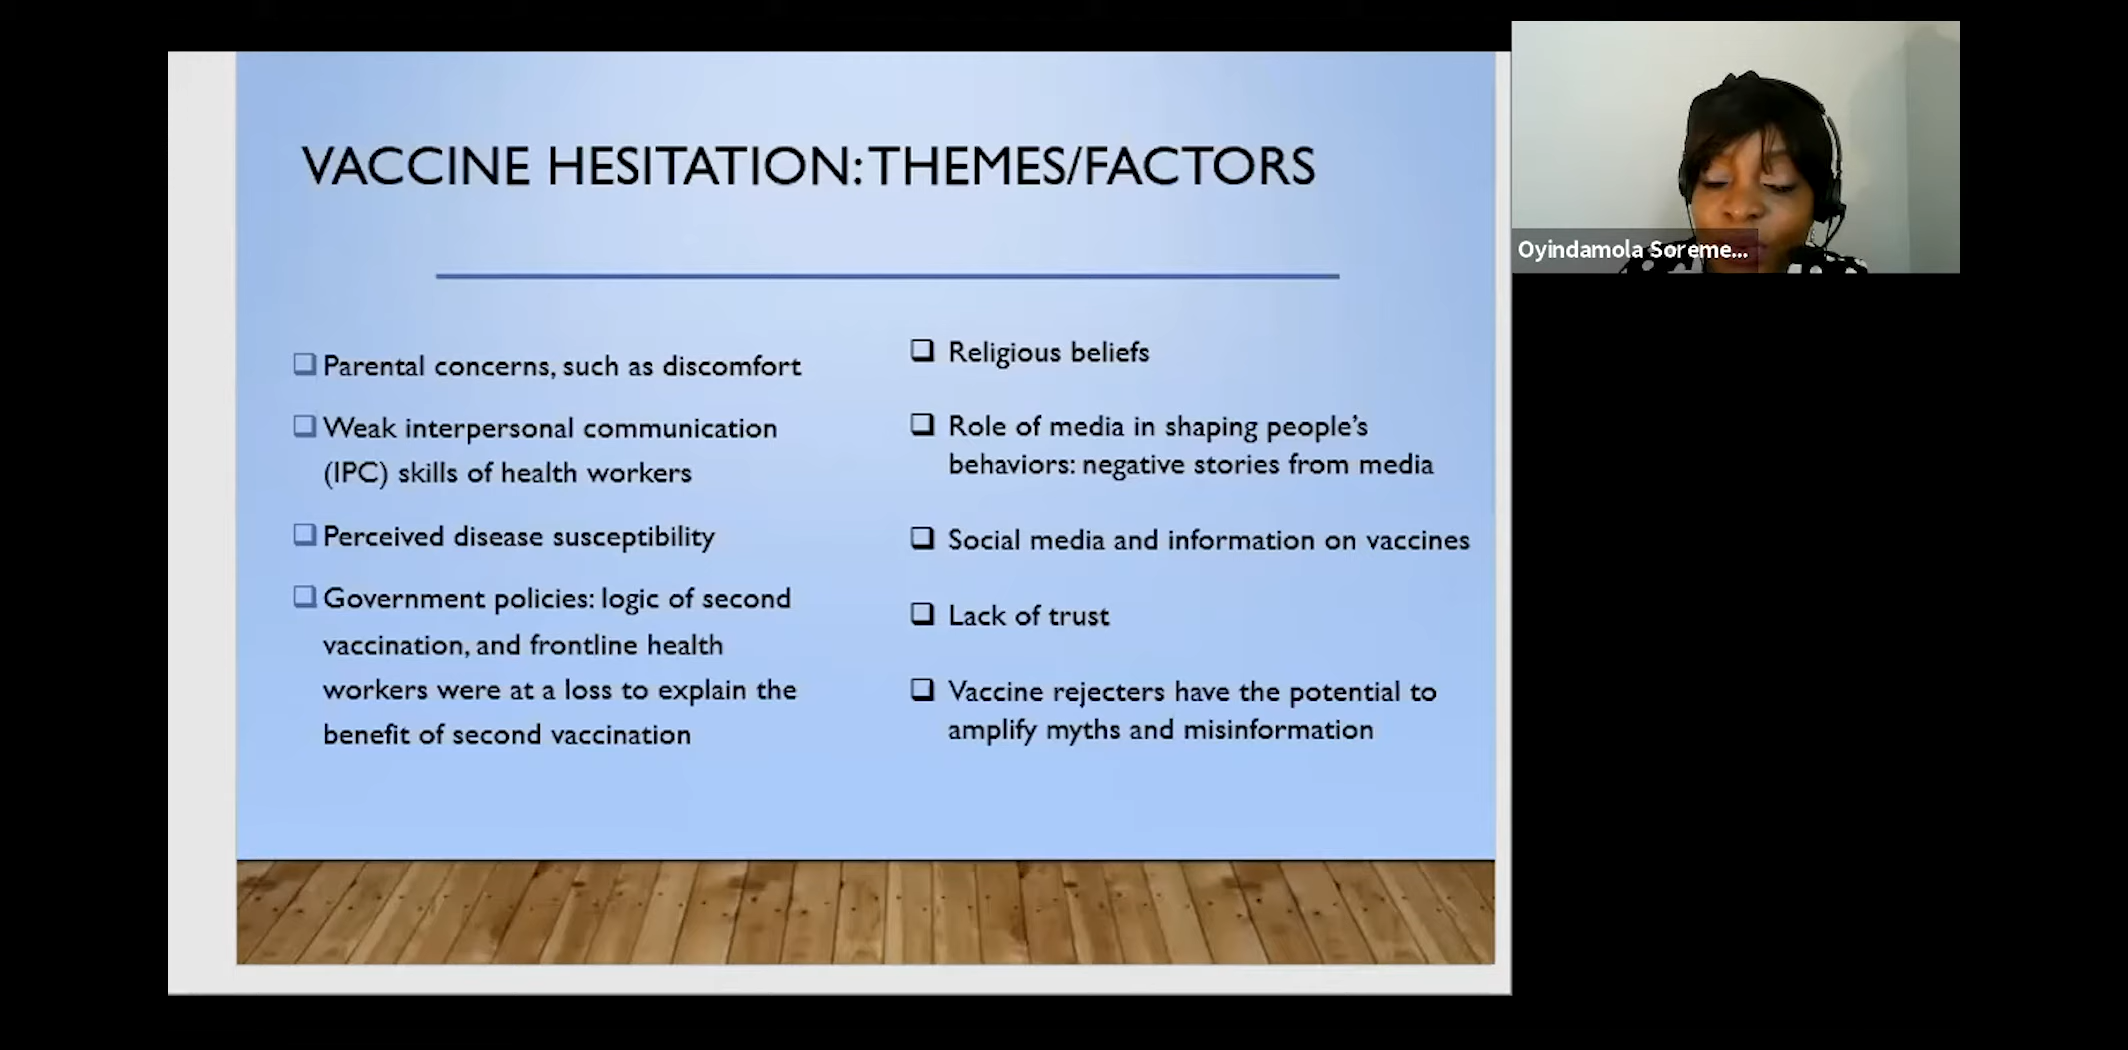 VACCINE HESITATION: THEMES/FACTORS
Parental concerns, such as discomfort
Weak interpersonal communication
(IPC) skills of health workers
Perceived disease susceptibility
Government policies: logic of second
vaccination, and frontline health
workers were at a loss to explain the
benefit of second vaccination
Religious beliefs
Role of media in shaping people's
behaviors: negative stories from media
Social media and information on vaccines
Lack of trust
Vaccine rejecters have the potential to
amplify myths and misinformation
Oyindamola Soreme...